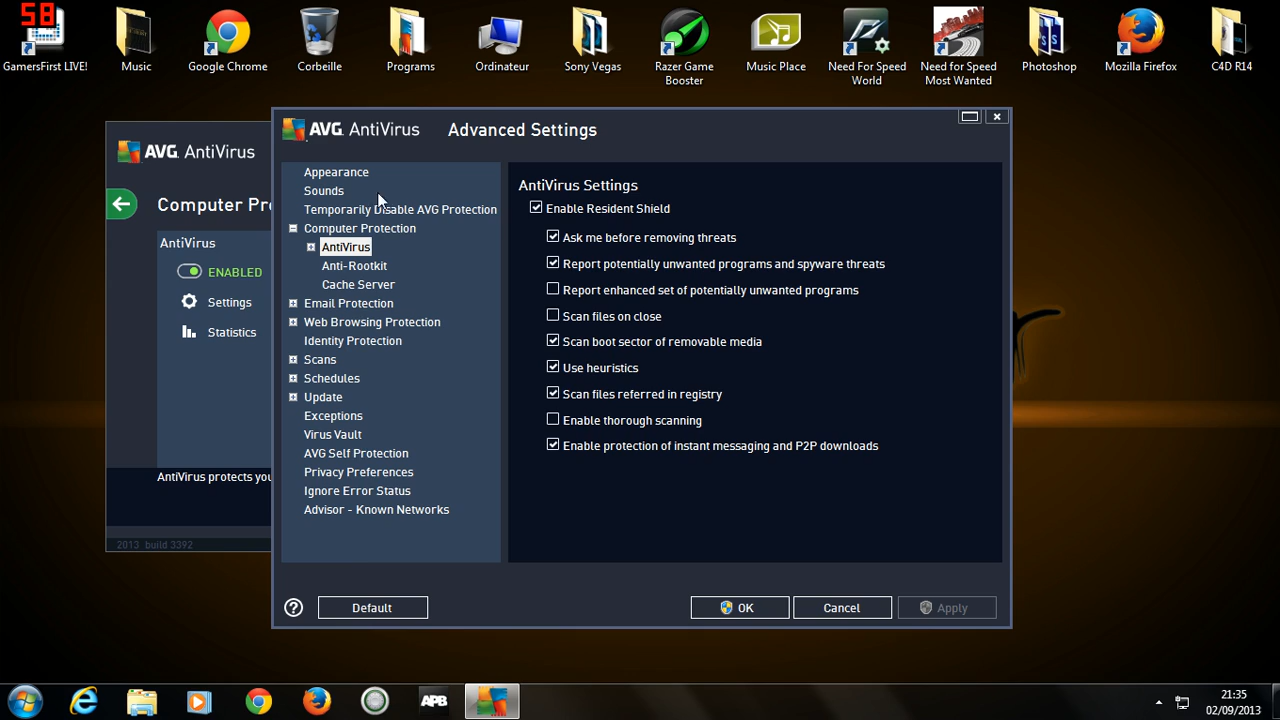 58
GamersFirst LIVE!
Music
Google Chrome
Corbeille
Programs
Ordinateur
Sony Vegas
Razer Game
Booster
Music Place
Need For Speed
World
Need for Speed
Most Wanted
Photoshop
Mozilla Firefox
C4D R14
AVG. AntiVirus
Computer Pr
AntiVirus
ENABLED
Settings
Statistics
AntiVirus protects you
2013 build 3392
AVG. AntiVirus
Advanced Settings
Appearance
Sounds
Temporarily Disable AVG Protection
Computer Protection
AntiVirus
Anti-Rootkit
Cache Server
Email Protection
Web Browsing Protection
Identity Protection
Scans
Schedules
Update
Exceptions
Virus Vault
AVG Self Protection
Privacy Preferences
Ignore Error Status
Advisor - Known Networks
AntiVirus Settings
Enable Resident Shield
Ask me before removing threats
Report potentially unwanted programs and spyware threats
Report enhanced set of potentially unwanted programs
Scan files on close
Scan boot sector of removable media
Use heuristics
Scan files referred in registry
Enable thorough scanning
Enable protection of instant messaging and P2P downloads
? Default
OK
Cancel
Apply
APB
21:35
02/09/2013